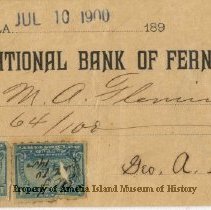 LA JUL 10 1900 189
TIONAL BANK OF FERN
M. A. Flemin
64/100
Geo. A.
Property of Amelia Island Museum of History